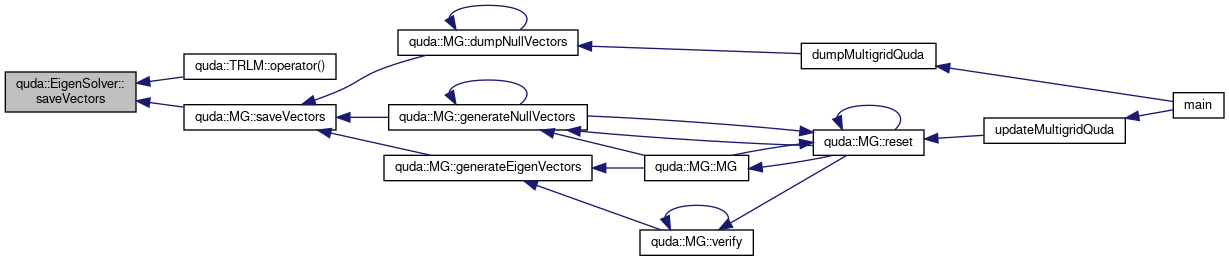 quda::EigenSolver::
saveVectors
quda::TRLM::operator()
quda::MG::saveVectors
quda::MG::dumpNullVectors
quda::MG::generateNullVectors
quda::MG::generateEigenVectors
quda::MG::MG
quda::MG::verify
quda::MG::reset
dumpMultigridQuda
updateMultigridQuda
main